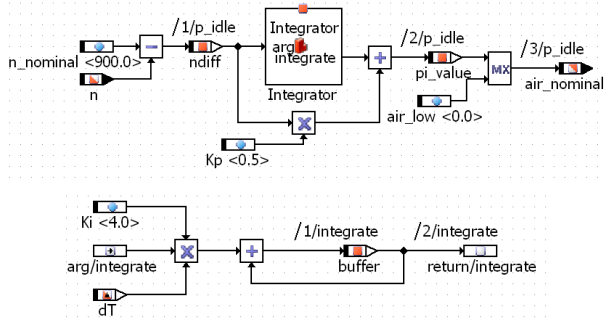 /1/p_idle
Integrator
/2/p_idle
/3/p_idle
n_nominal <900.0>
−
ndiff
arg
integrate
+
pi_value
MX
air_nominal
n
Integrator
X
air_low <0.0>
Kp <0.5>
Ki <4.0>
/1/integrate
/2/integrate
X
+
arg/integrate
buffer
return/integrate
dT